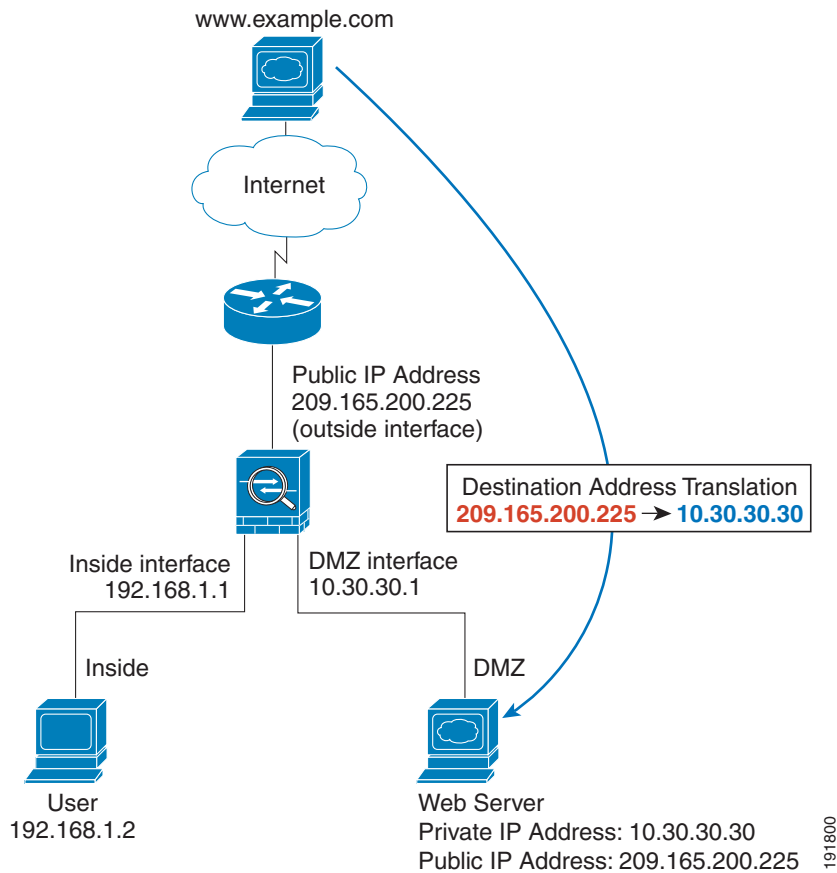 www.example.com
Internet
Public IP Address
209.165.200.225
(outside interface)
Destination Address Translation
209.165.200.225 → 10.30.30.30
Inside interface
192.168.1.1
DMZ interface
10.30.30.1
Inside
DMZ
User
192.168.1.2
Web Server
Private IP Address: 10.30.30.30
Public IP Address: 209.165.200.225
191800